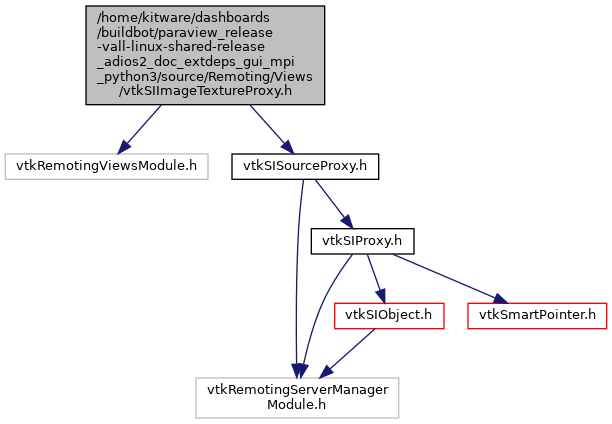 /home/kitware/dashboards
/buildbot/paraview_release
-vall-linux-shared-release
_adios2_doc_extdeps_gui_mpi
_python3/source/Remoting/Views
/vtkSIImageTextureProxy.h
vtkRemotingViewsModule.h
vtkSISourceProxy.h
vtkSIProxy.h
vtkSIObject.h
vtkSmartPointer.h
vtkRemotingServerManager
Module.h